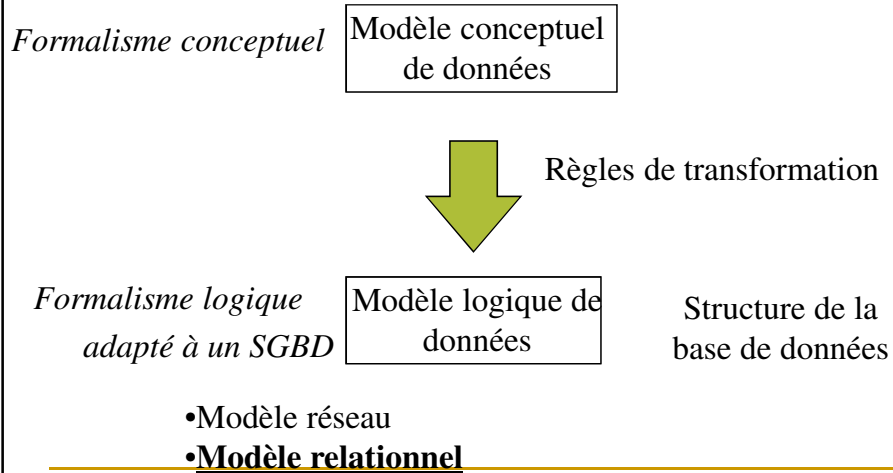 Formalisme conceptuel
Modèle conceptuel
de données
Règles de transformation
Formalisme logique
adapté à un SGBD
Modèle logique de
données
Structure de la
base de données
•Modèle réseau
•Modèle relationnel